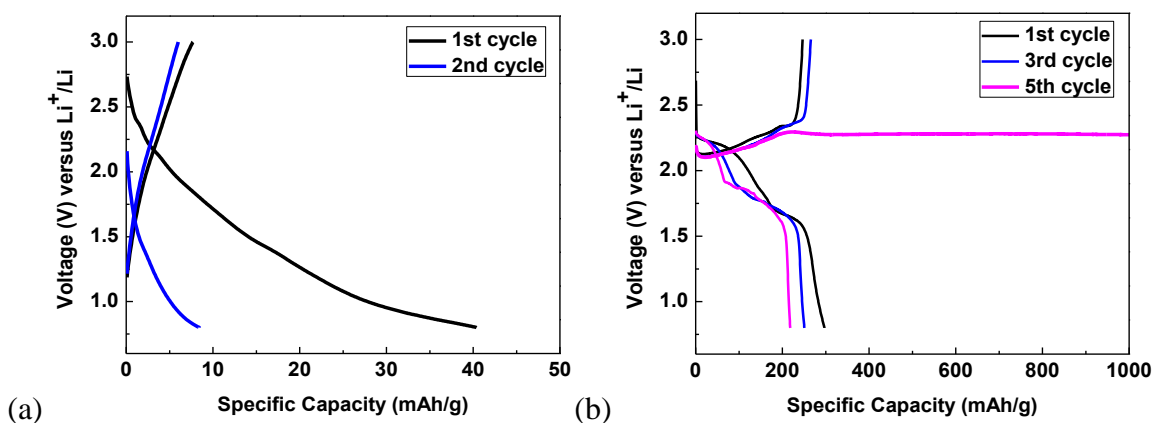 3.0
2.5
2.0
1.5
1.0
Voltage (V) versus Li+/Li
1st cycle
2nd cycle
0 10 20 30 40 50
Specific Capacity (mAh/g)
(a)
3.0
2.5
2.0
1.5
1.0
Voltage (V) versus Li+/Li
1st cycle
3rd cycle
5th cycle
0 200 400 600 800 1000
Specific Capacity (mAh/g)
(b)